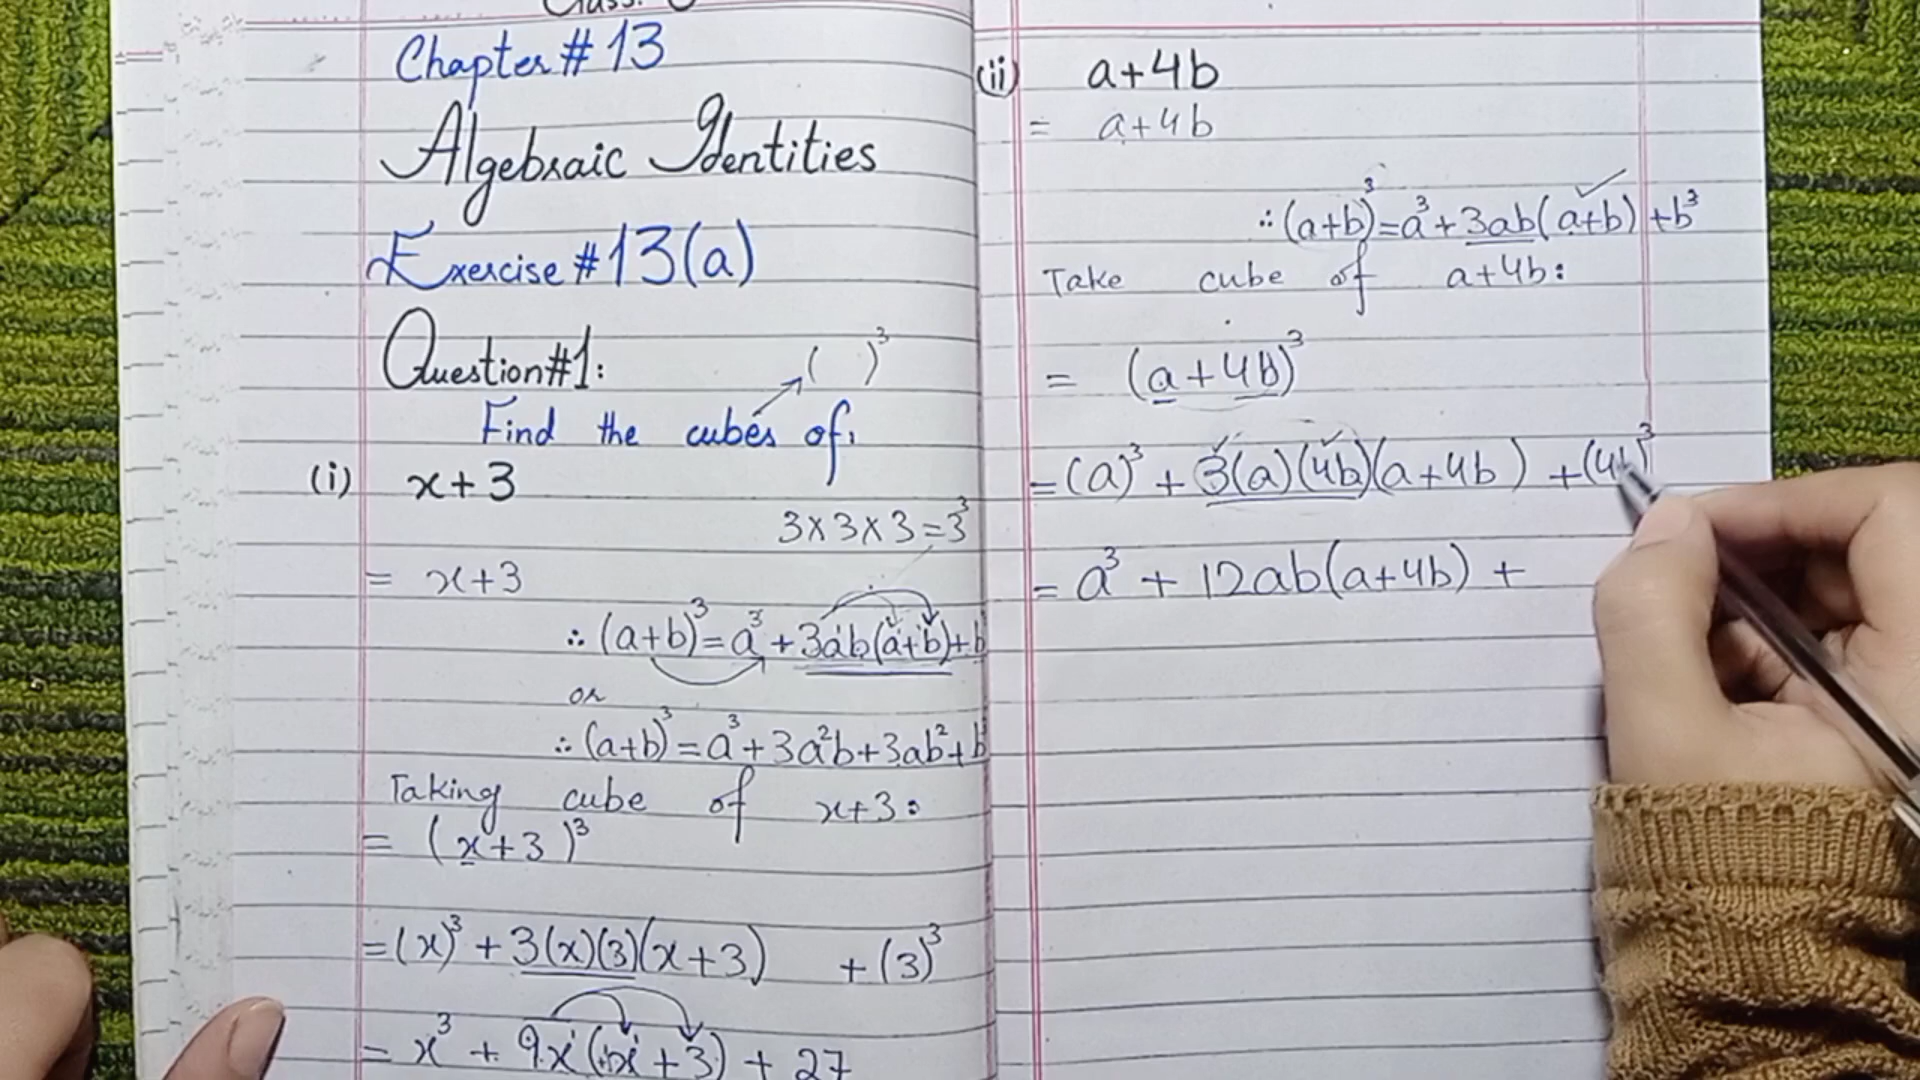 Chapter # 13
Algebraic Identities
Exercise # 13(a)
Question#1:
( )³
Find the cubes of:
(i) x+3
3×3×3=3³
= x+3
∴ (a+b)³=a³+3ab(a+b)+b
or
∴ (a+b)³=a³+3a²b+3ab²+b³
Taking cube of x+3:
= (x+3)³
=(x)³+3(x)(3)(x+3) +(3)³
= x³+9x(x+3)+27
(ii) a+4b
= a+4b
∴(a+b)³=a³+3ab(a+b)+b³
Take cube of a+4b:
= (a+4b)³
=(a)³+3(a)(4b)(a+4b)+(4b)³
= a³+12ab(a+4b)+